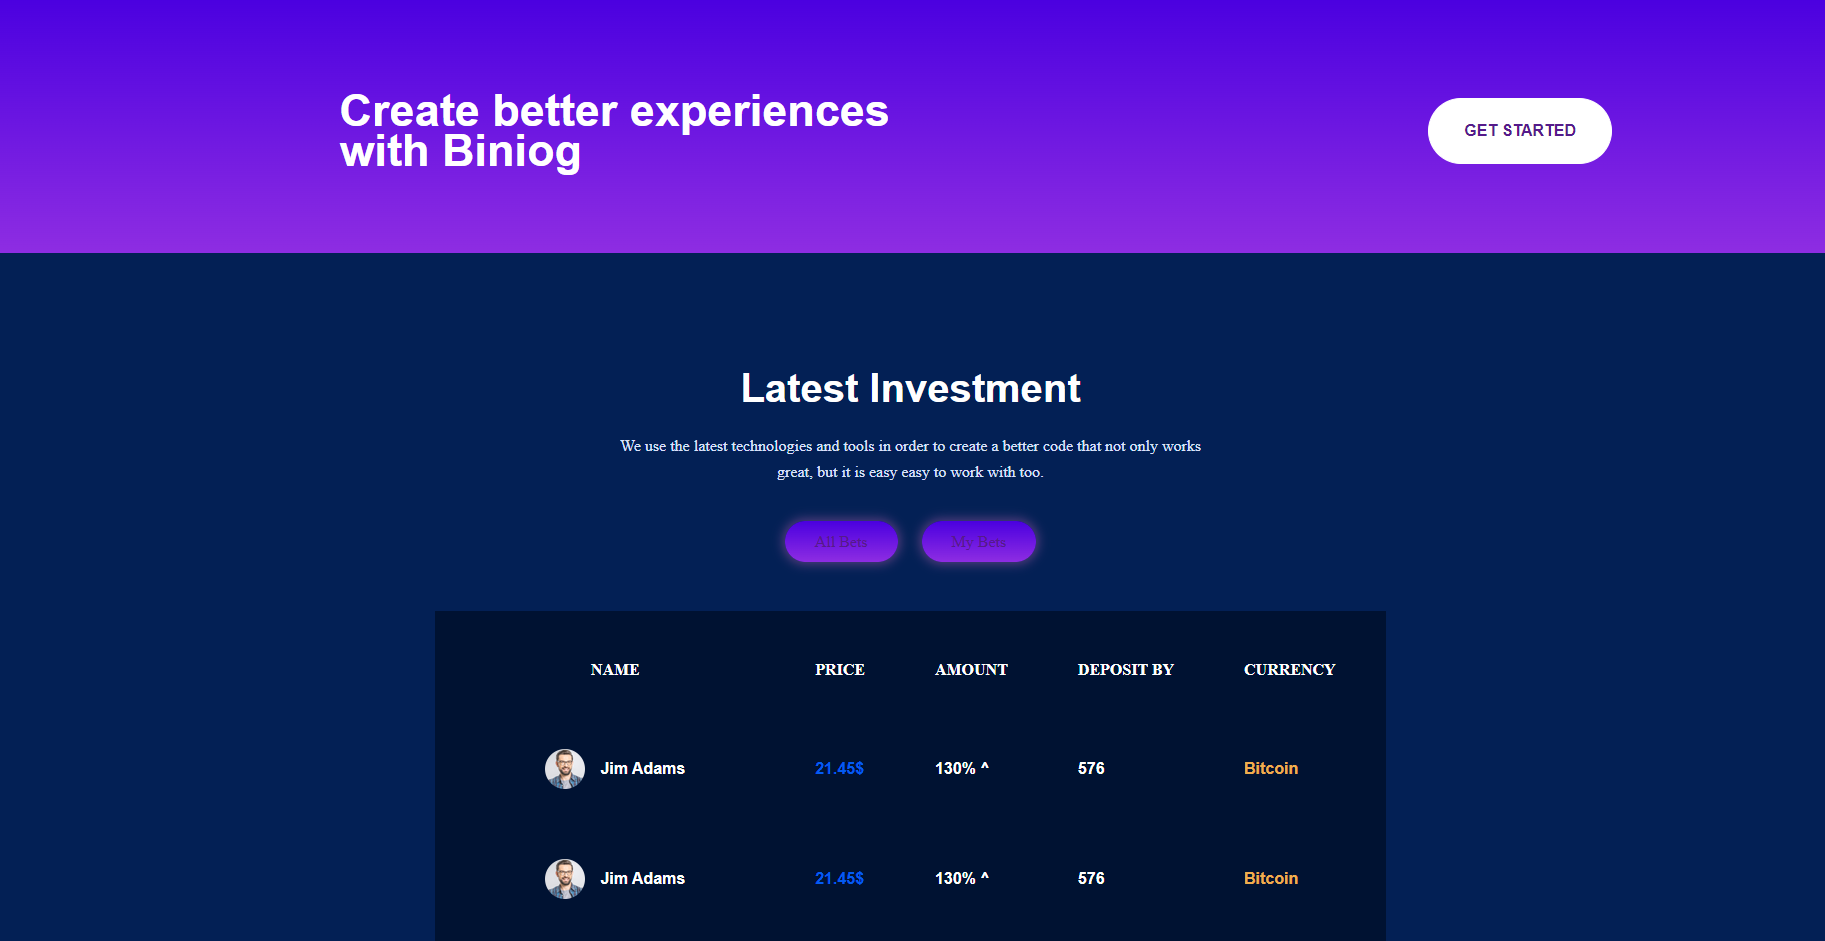 Create better experiences
with Biniog
GET STARTED
Latest Investment
We use the latest technologies and tools in order to create a better code that not only works
great, but it is easy easy to work with too.
All Bets My Bets
NAME PRICE AMOUNT DEPOSIT BY CURRENCY
Jim Adams 21.45$ 130% ^ 576 Bitcoin
Jim Adams 21.45$ 130% ^ 576 Bitcoin